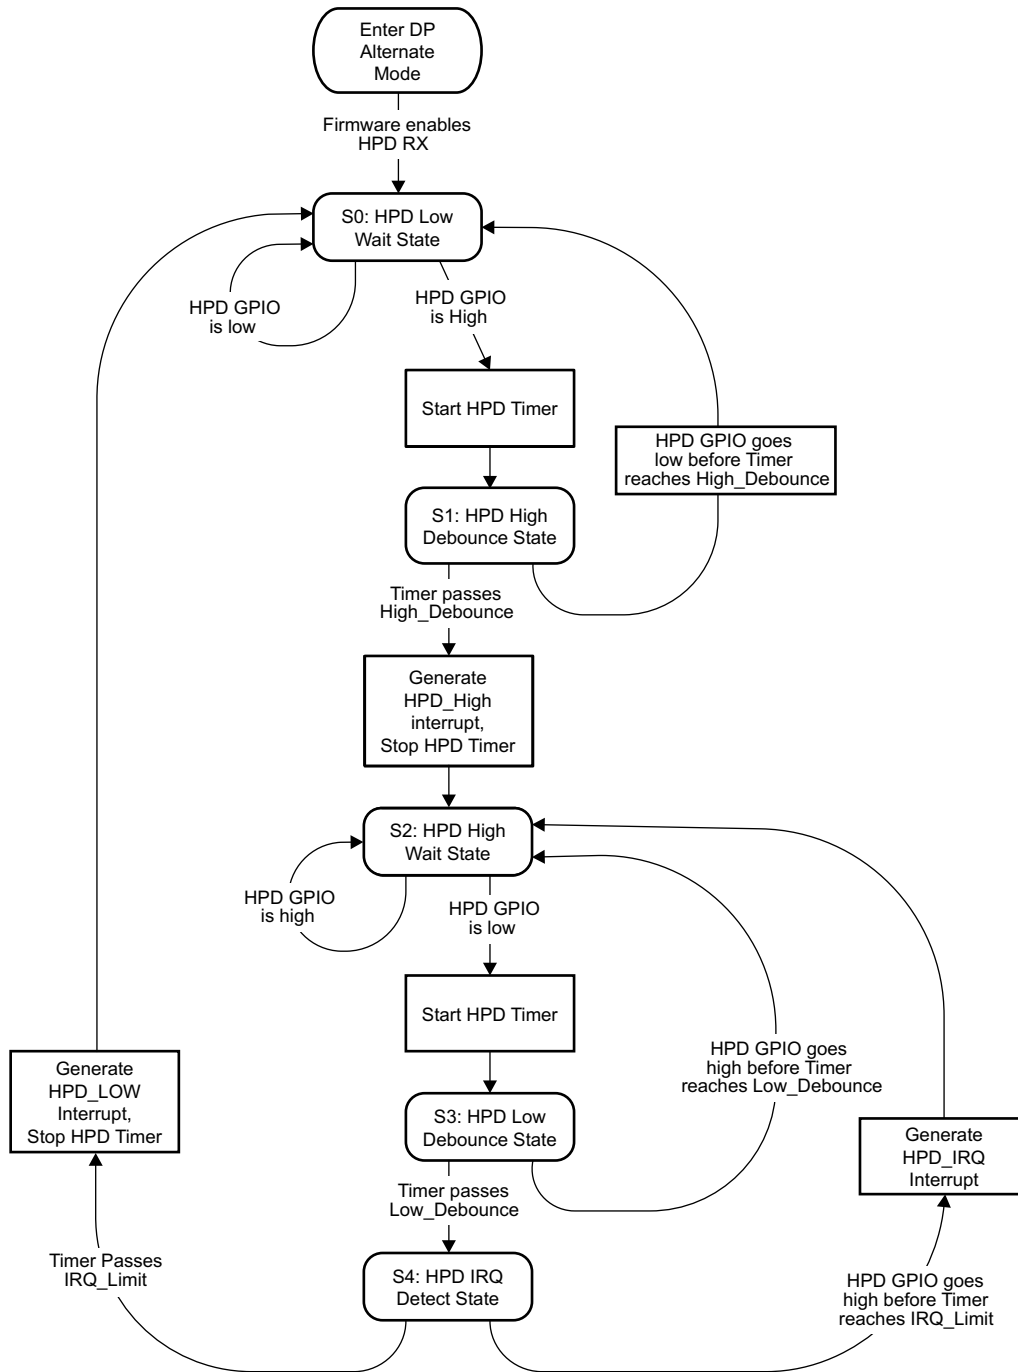 Enter DP
Alternate
Mode
Firmware enables
HPD RX
S0: HPD Low
Wait State
HPD GPIO
is low
HPD GPIO
is High
Start HPD Timer
HPD GPIO goes
low before Timer
reaches High_Debounce
S1: HPD High
Debounce State
Timer passes
High_Debounce
Generate
HPD_High
interrupt,
Stop HPD Timer
S2: HPD High
Wait State
HPD GPIO
is high
HPD GPIO
is low
Start HPD Timer
HPD GPIO goes
high before Timer
reaches Low_Debounce
Generate
HPD_LOW
Interrupt,
Stop HPD Timer
S3: HPD Low
Debounce State
Generate
HPD_IRQ
Interrupt
Timer passes
Low_Debounce
Timer Passes
IRQ_Limit
S4: HPD IRQ
Detect State
HPD GPIO goes
high before Timer
reaches IRQ_Limit